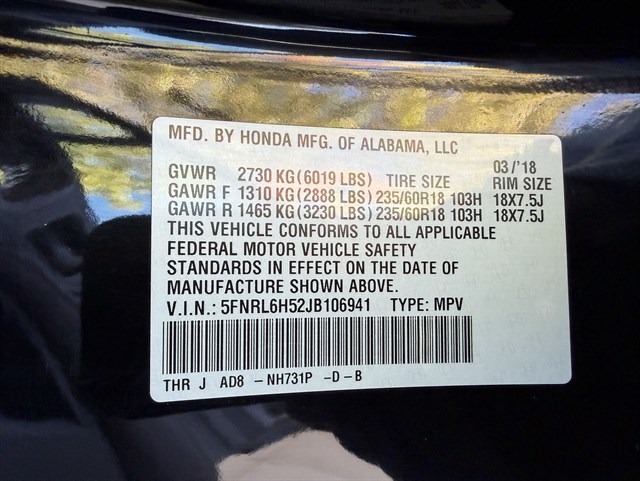 MFD. BY HONDA MFG. OF ALABAMA, LLC
03/'18
GVWR 2730 KG(6019 LBS) TIRE SIZE RIM SIZE
GAWR F 1310 KG(2888 LBS) 235/60R18 103H 18X7.5J
GAWR R 1465 KG(3230 LBS) 235/60R18 103H 18X7.5J
THIS VEHICLE CONFORMS TO ALL APPLICABLE
FEDERAL MOTOR VEHICLE SAFETY
STANDARDS IN EFFECT ON THE DATE OF
MANUFACTURE SHOWN ABOVE.
V.I.N.: 5FNRL6H52JB106941 TYPE: MPV
THR J AD8 -NH731P -D-B